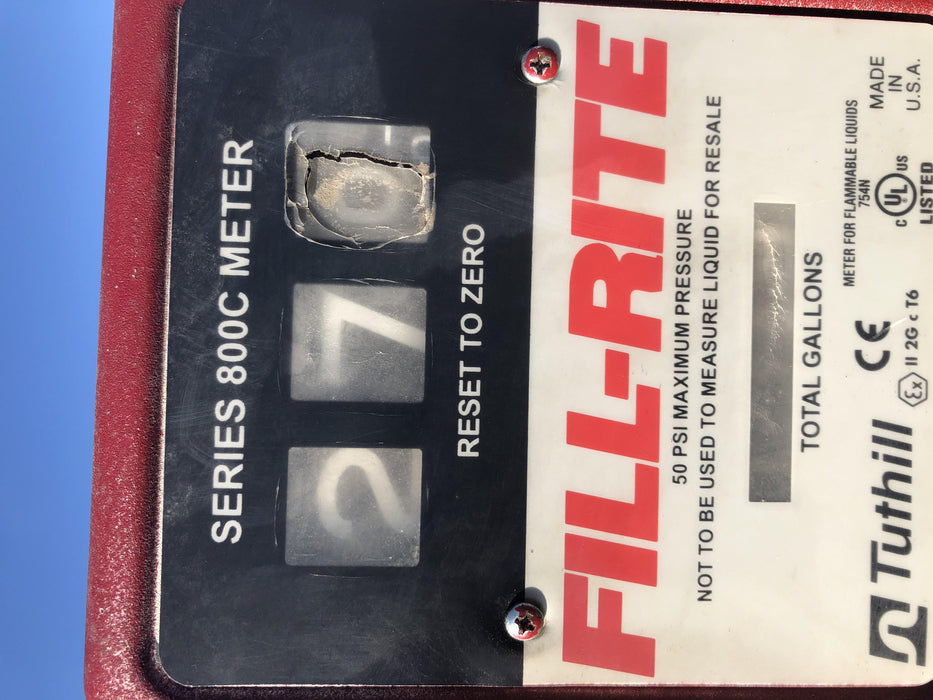 SERIES 800C METER
2 7
RESET TO ZERO
FILL-RITE
50 PSI MAXIMUM PRESSURE
NOT TO BE USED TO MEASURE LIQUID FOR RESALE
TOTAL GALLONS
METER FOR FLAMMABLE LIQUIDS
754N
MADE
IN
U.S.A.
Tuthill
Ex II 2G c T6
CE
C UL US
LISTED